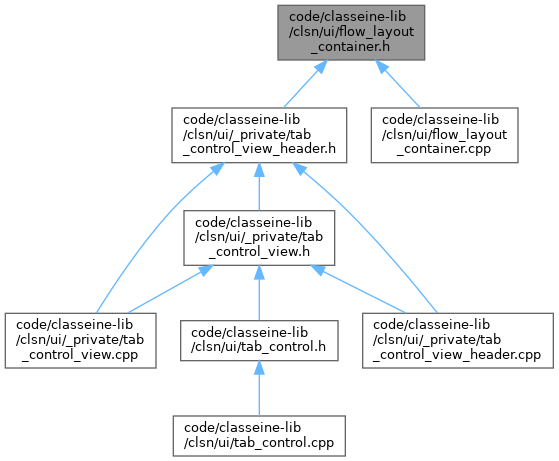 code/classeine-lib
/clsn/ui/flow_layout
_container.h
code/classeine-lib
/clsn/ui/_private/tab
_control_view_header.h
code/classeine-lib
/clsn/ui/flow_layout
_container.cpp
code/classeine-lib
/clsn/ui/_private/tab
_control_view.h
code/classeine-lib
/clsn/ui/_private/tab
_control_view.cpp
code/classeine-lib
/clsn/ui/tab_control.h
code/classeine-lib
/clsn/ui/_private/tab
_control_view_header.cpp
code/classeine-lib
/clsn/ui/tab_control.cpp